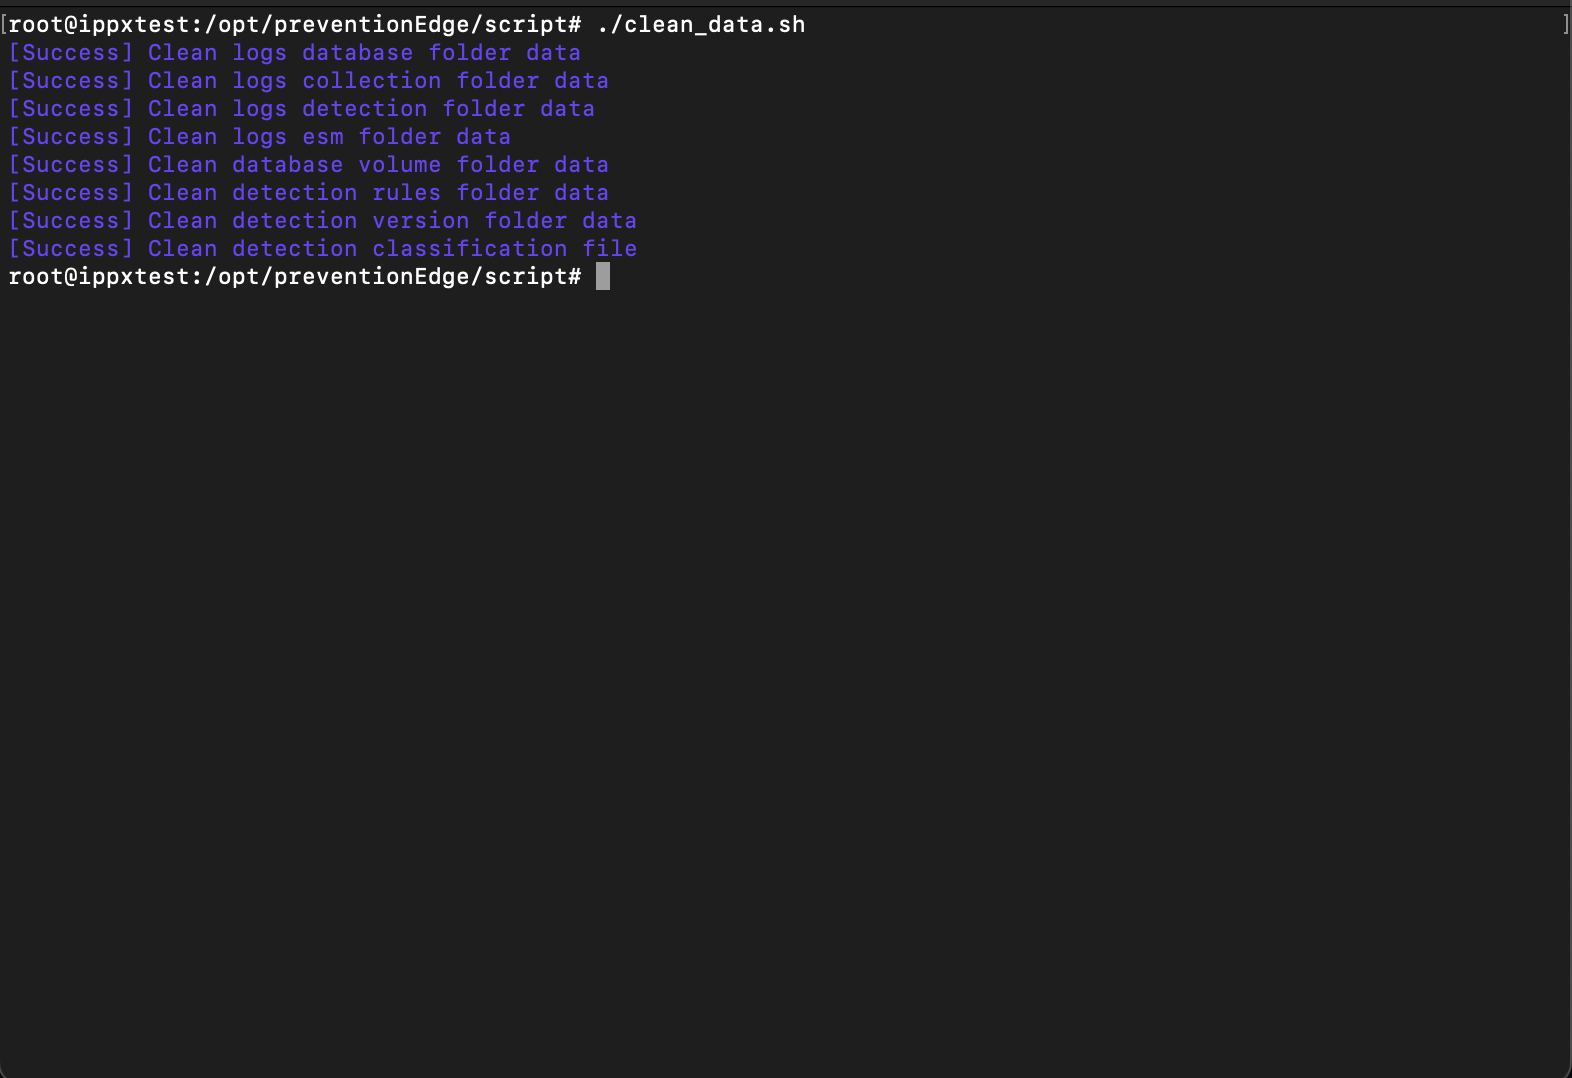 [root@ippxtest:/opt/preventionEdge/script# ./clean_data.sh ]
[Success] Clean logs database folder data
[Success] Clean logs collection folder data
[Success] Clean logs detection folder data
[Success] Clean logs esm folder data
[Success] Clean database volume folder data
[Success] Clean detection rules folder data
[Success] Clean detection version folder data
[Success] Clean detection classification file
root@ippxtest:/opt/preventionEdge/script#